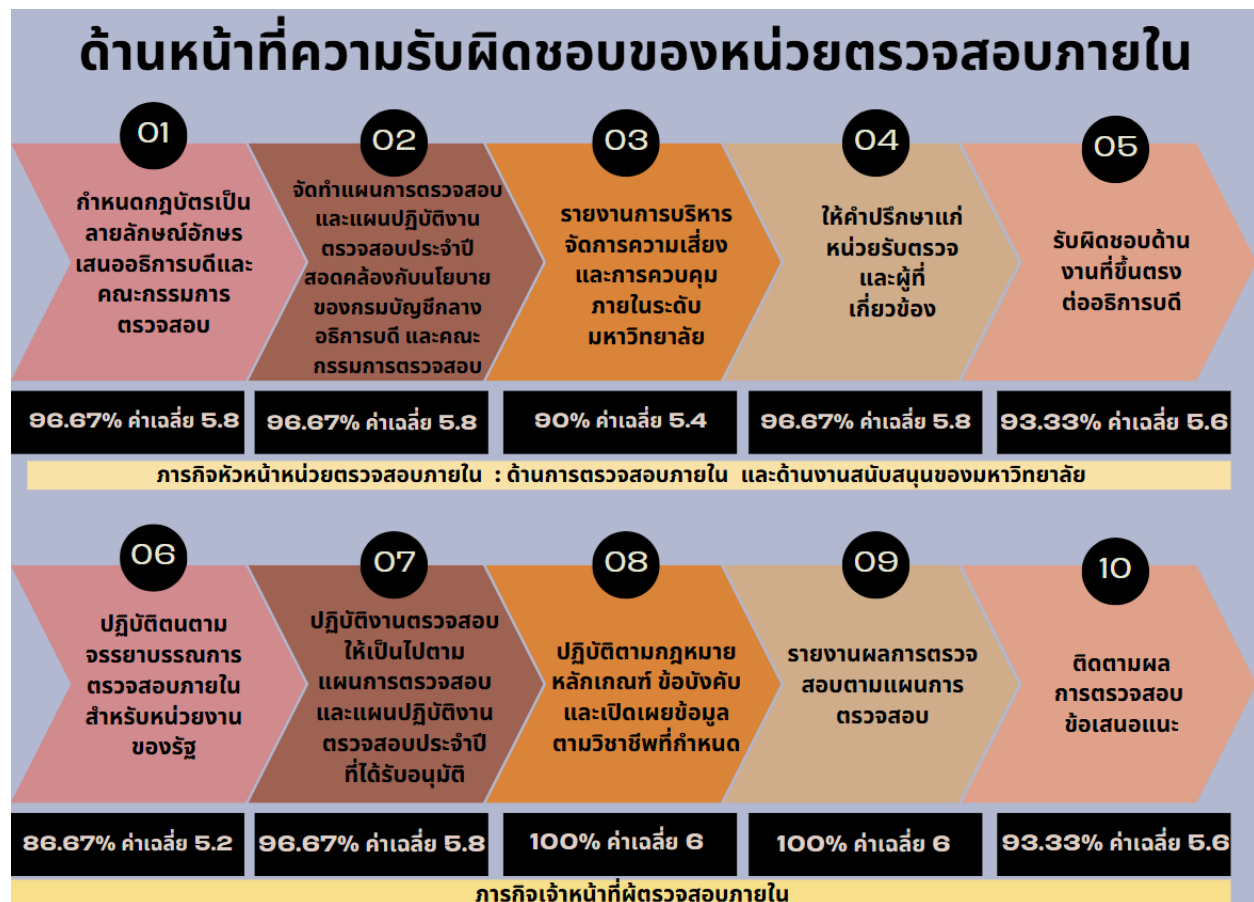 ด้านหน้าที่ความรับผิดชอบของหน่วยตรวจสอบภายใน
01
กำหนดกฎบัตรเป็น
ลายลักษณ์อักษร
เสนออธิการบดีและ
คณะกรรมการ
ตรวจสอบ
02
จัดทำแผนการตรวจสอบ
และแผนปฏิบัติงาน
ตรวจสอบประจำปี
สอดคล้องกับนโยบาย
ของกรมบัญชีกลาง
อธิการบดี และคณะ
กรรมการตรวจสอบ
03
รายงานการบริหาร
จัดการความเสี่ยง
และการควบคุม
ภายในระดับ
มหาวิทยาลัย
04
ให้คำปรึกษาแก่
หน่วยรับตรวจ
และผู้ที่
เกี่ยวข้อง
05
รับผิดชอบด้าน
งานที่ขึ้นตรง
ต่ออธิการบดี
96.67% ค่าเฉลี่ย 5.8
96.67% ค่าเฉลี่ย 5.8
90% ค่าเฉลี่ย 5.4
96.67% ค่าเฉลี่ย 5.8
93.33% ค่าเฉลี่ย 5.6
ภารกิจหัวหน้าหน่วยตรวจสอบภายใน : ด้านการตรวจสอบภายใน และด้านงานสนับสนุนของมหาวิทยาลัย
06
ปฏิบัติตนตาม
จรรยาบรรณการ
ตรวจสอบภายใน
สำหรับหน่วยงาน
ของรัฐ
07
ปฏิบัติงานตรวจสอบ
ให้เป็นไปตาม
แผนการตรวจสอบ
และแผนปฏิบัติงาน
ตรวจสอบประจำปี
ที่ได้รับอนุมัติ
08
ปฏิบัติตามกฎหมาย
หลักเกณฑ์ ข้อบังคับ
และเปิดเผยข้อมูล
ตามวิชาชีพที่กำหนด
09
รายงานผลการตรวจ
สอบตามแผนการ
ตรวจสอบ
10
ติดตามผล
การตรวจสอบ
ข้อเสนอแนะ
86.67% ค่าเฉลี่ย 5.2
96.67% ค่าเฉลี่ย 5.8
100% ค่าเฉลี่ย 6
100% ค่าเฉลี่ย 6
93.33% ค่าเฉลี่ย 5.6
ภารกิจเจ้าหน้าที่ผู้ตรวจสอบภายใน